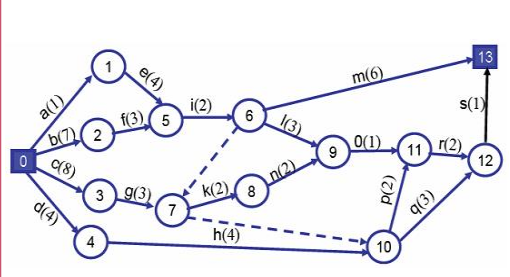 13
m(6)
1
e(4)
a(1)
i(2)
6
s(1)
f(3)
5
l(3)
b(7)
2
9
0(1)
11
r(2)
12
0
c(8)
k(2)
8
n(2)
3
g(3)
7
p(2)
q(3)
d(4)
h(4)
4
10